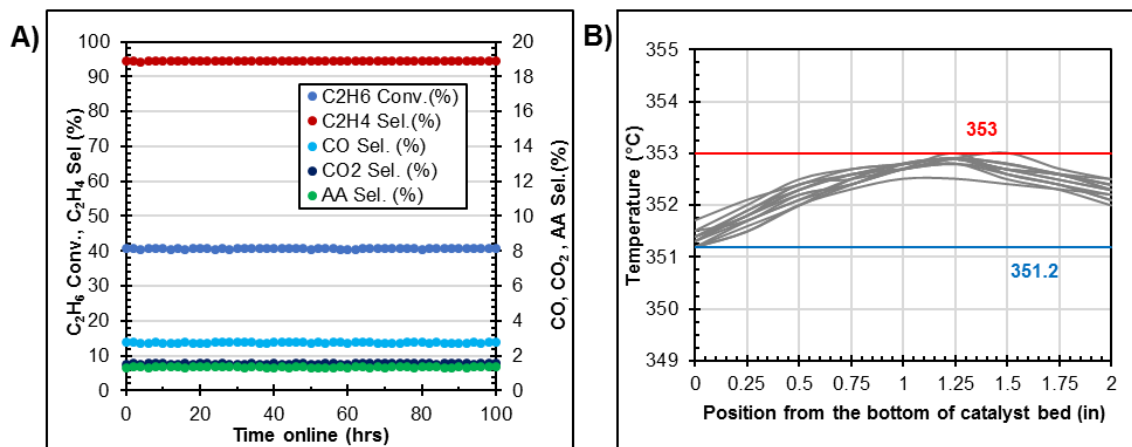 A)
C₂H₆ Conv., C₂H₄ Sel (%)
100
90
80
70
60
50
40
30
20
10
0
C2H6 Conv.(%)
C2H4 Sel.(%)
CO Sel. (%)
CO2 Sel. (%)
AA Sel. (%)
20
18
16
14
12
10
8
6
4
2
0
CO, CO₂ , AA Sel.(%)
0 20 40 60 80 100
Time online (hrs)
B)
Temperature (°C)
355
354
353
352
351
350
349
353
351.2
0 0.25 0.5 0.75 1 1.25 1.5 1.75 2
Position from the bottom of catalyst bed (in)